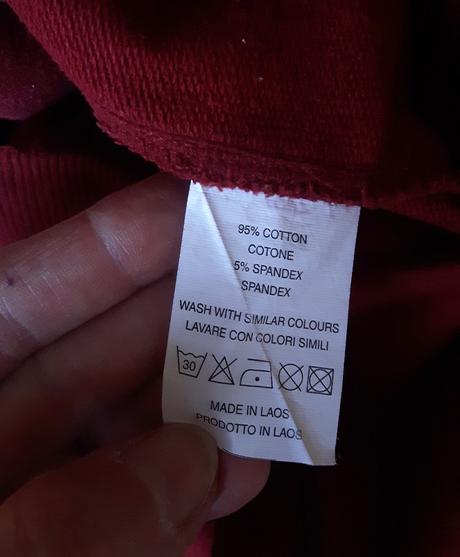 95% COTTON
COTONE
5% SPANDEX
SPANDEX
WASH WITH SIMILAR COLOURS
LAVARE CON COLORI SIMILI
30
MADE IN LAOS
PRODOTTO IN LAOS